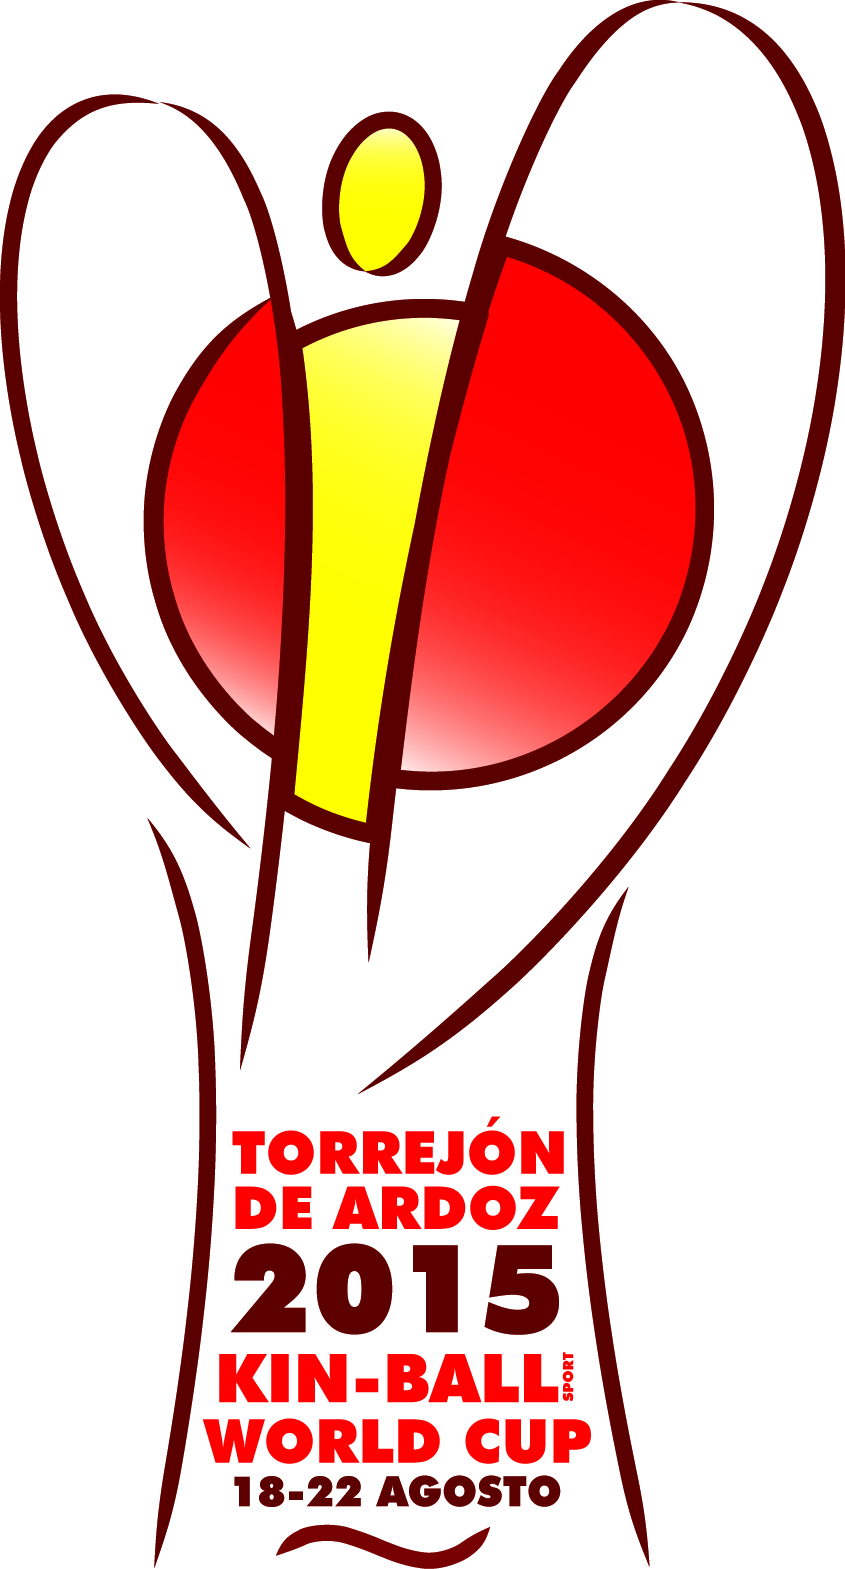 TORREJÓN
DE ARDOZ
2015
KIN-BALL SPORT
WORLD CUP
18-22 AGOSTO